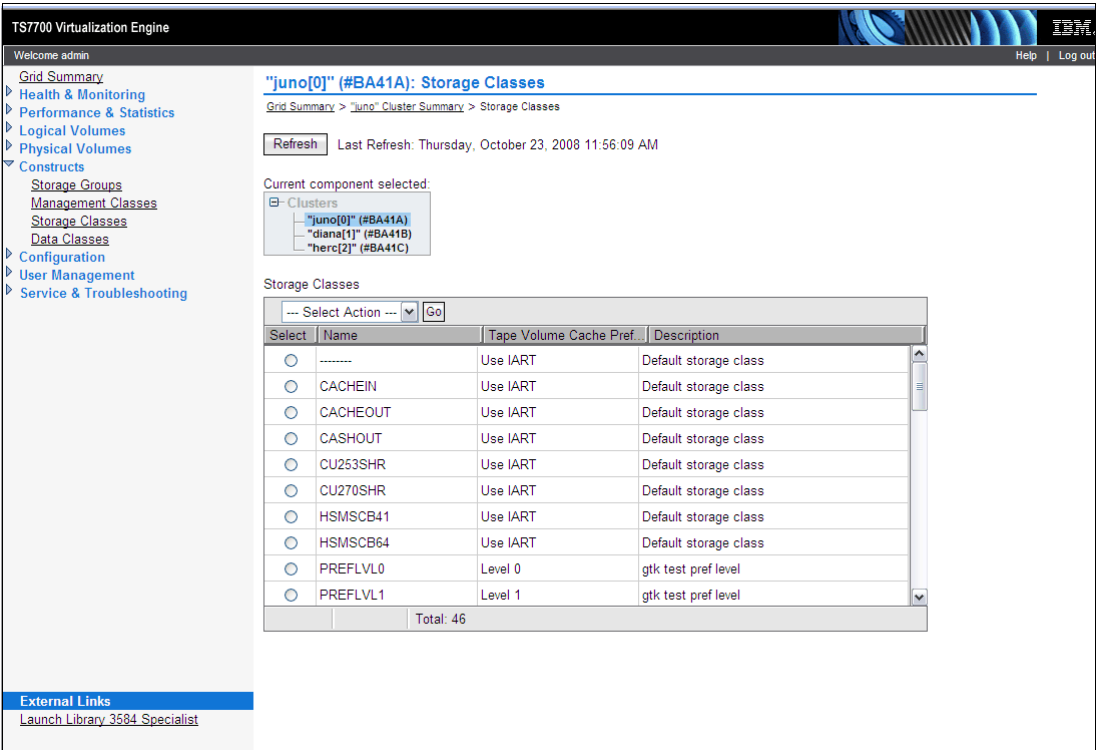 TS7700 Virtualization Engine
IBM.
Welcome admin
Help | Log out
Grid Summary
Health & Monitoring
Performance & Statistics
Logical Volumes
Physical Volumes
Constructs
Storage Groups
Management Classes
Storage Classes
Data Classes
Configuration
User Management
Service & Troubleshooting
External Links
Launch Library 3584 Specialist
"juno[0]" (#BA41A): Storage Classes
Grid Summary > "juno" Cluster Summary > Storage Classes
Refresh Last Refresh: Thursday, October 23, 2008 11:56:09 AM
Current component selected:
Clusters
"juno[0]" (#BA41A)
"diana[1]" (#BA41B)
"herc[2]" (#BA41C)
Storage Classes
--- Select Action --- Go
Select Name Tape Volume Cache Pref... Description
-------- Use IART Default storage class
CACHEIN Use IART Default storage class
CACHEOUT Use IART Default storage class
CASHOUT Use IART Default storage class
CU253SHR Use IART Default storage class
CU270SHR Use IART Default storage class
HSMSCB41 Use IART Default storage class
HSMSCB64 Use IART Default storage class
PREFLVL0 Level 0 gtk test pref level
PREFLVL1 Level 1 gtk test pref level
Total: 46